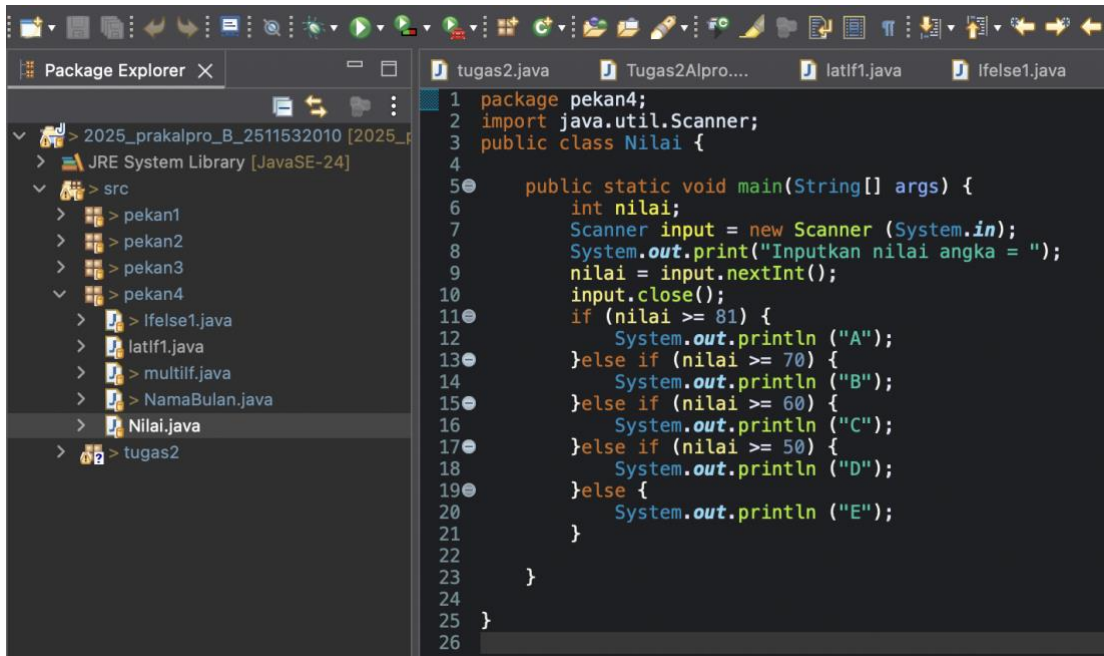 Package Explorer
2025_prakalpro_B_2511532010 [2025_p
JRE System Library [JavaSE-24]
> src
> pekan1
> pekan2
> pekan3
> pekan4
> Ifelse1.java
latIf1.java
> multiIf.java
> NamaBulan.java
Nilai.java
> tugas2
tugas2.java
Tugas2Alpro....
latIf1.java
Ifelse1.java
1 package pekan4;
2 import java.util.Scanner;
3 public class Nilai {
4
5 public static void main(String[] args) {
6 int nilai;
7 Scanner input = new Scanner (System.in);
8 System.out.print("Inputkan nilai angka = ");
9 nilai = input.nextInt();
10 input.close();
11 if (nilai >= 81) {
12 System.out.println ("A");
13 }else if (nilai >= 70) {
14 System.out.println ("B");
15 }else if (nilai >= 60) {
16 System.out.println ("C");
17 }else if (nilai >= 50) {
18 System.out.println ("D");
19 }else {
20 System.out.println ("E");
21 }
22
23 }
24
25 }
26